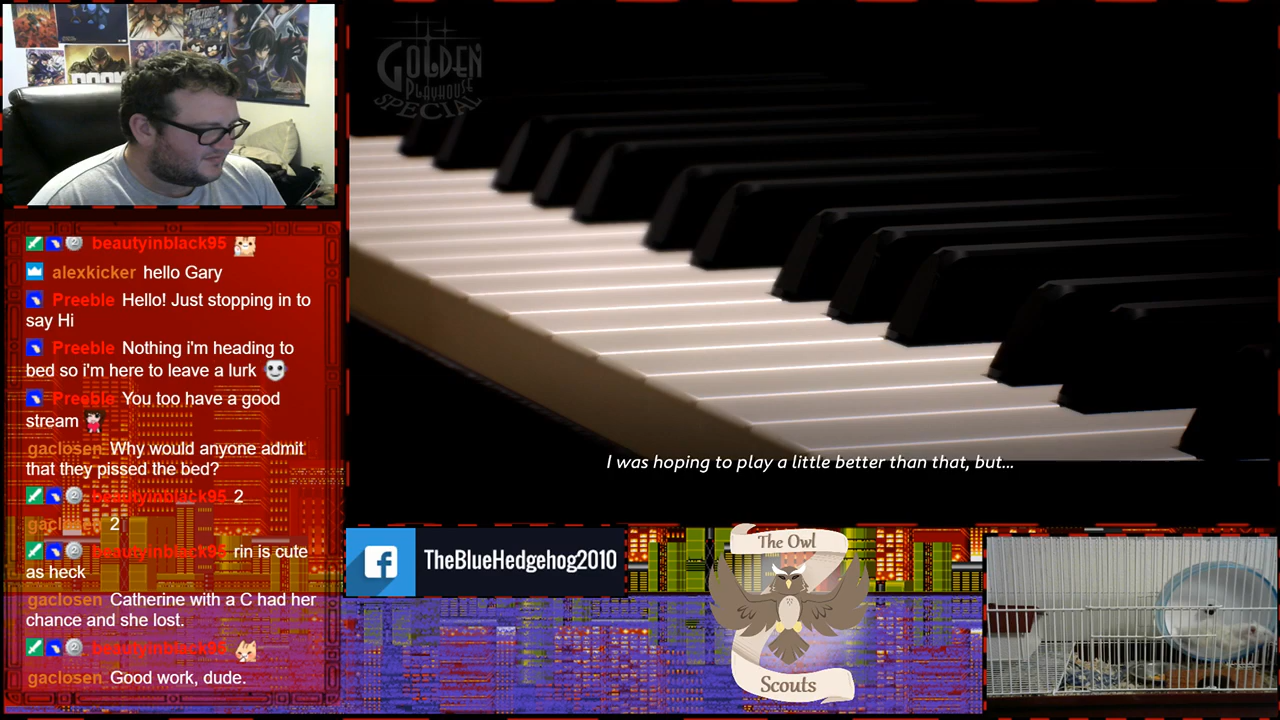 DOOM
GOLDEN
PLAYHOUSE
SPECIAL
beautyinblack95
alexkicker hello Gary
Preeble Hello! Just stopping in to
say Hi
Preeble Nothing i'm heading to
bed so i'm here to leave a lurk
Preeble You too have a good
stream
gaclosen Why would anyone admit
that they pissed the bed?
beautyinblack95 2
gaclosen 2
beautyinblack95 rin is cute
as heck
gaclosen Catherine with a C had her
chance and she lost.
beautyinblack95
gaclosen Good work, dude.
I was hoping to play a little better than that, but...
TheBlueHedgehog2010
The Owl
Scouts